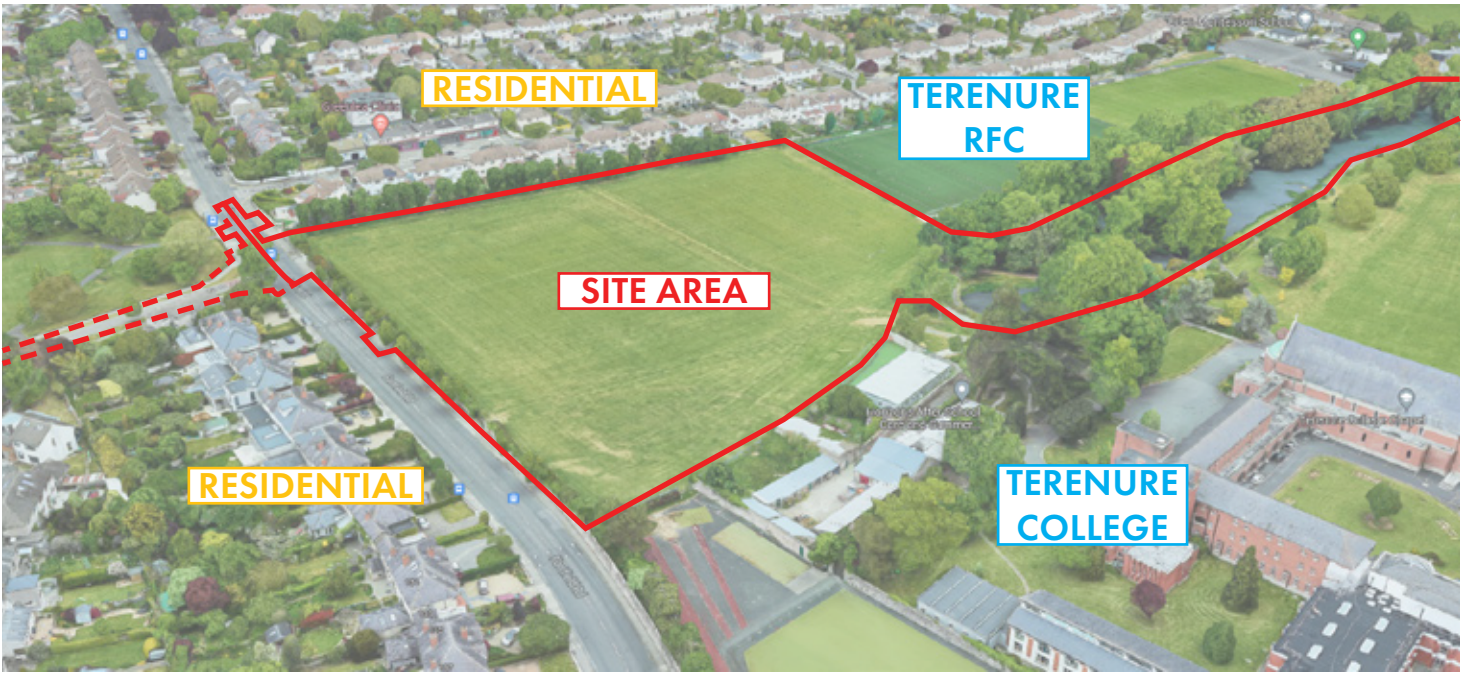 RESIDENTIAL
TERENURE
RFC
SITE AREA
RESIDENTIAL
TERENURE
COLLEGE